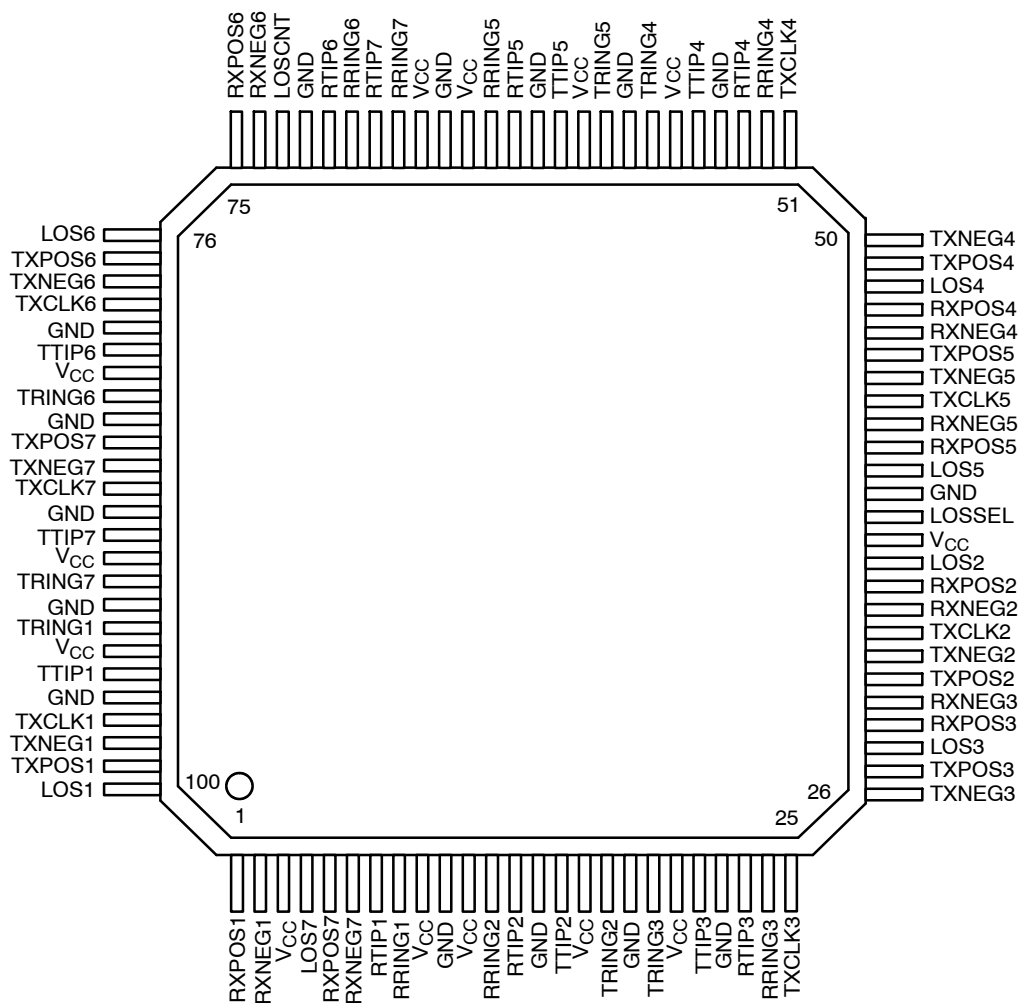 RXPOS6
RXNEG6
LOSCNT
GND
RTIP6
RRING6
RTIP7
RRING7
VCC
GND
VCC
RRING5
RTIP5
GND
TTIP5
VCC
TRING5
GND
TRING4
VCC
TTIP4
GND
RTIP4
RRING4
TXCLK4
75
51
76
50
LOS6
TXPOS6
TXNEG6
TXCLK6
GND
TTIP6
VCC
TRING6
GND
TXPOS7
TXNEG7
TXCLK7
GND
TTIP7
VCC
TRING7
GND
TRING1
VCC
TTIP1
GND
TXCLK1
TXNEG1
TXPOS1
LOS1
TXNEG4
TXPOS4
LOS4
RXPOS4
RXNEG4
TXPOS5
TXNEG5
TXCLK5
RXNEG5
RXPOS5
LOS5
GND
LOSSEL
VCC
LOS2
RXPOS2
RXNEG2
TXCLK2
TXNEG2
TXPOS2
RXNEG3
RXPOS3
LOS3
TXPOS3
TXNEG3
100
1
26
25
RXPOS1
RXNEG1
VCC
LOS7
RXPOS7
RXNEG7
RTIP1
RRING1
VCC
GND
VCC
RRING2
RTIP2
GND
TTIP2
VCC
TRING2
GND
TRING3
VCC
TTIP3
GND
RTIP3
RRING3
TXCLK3